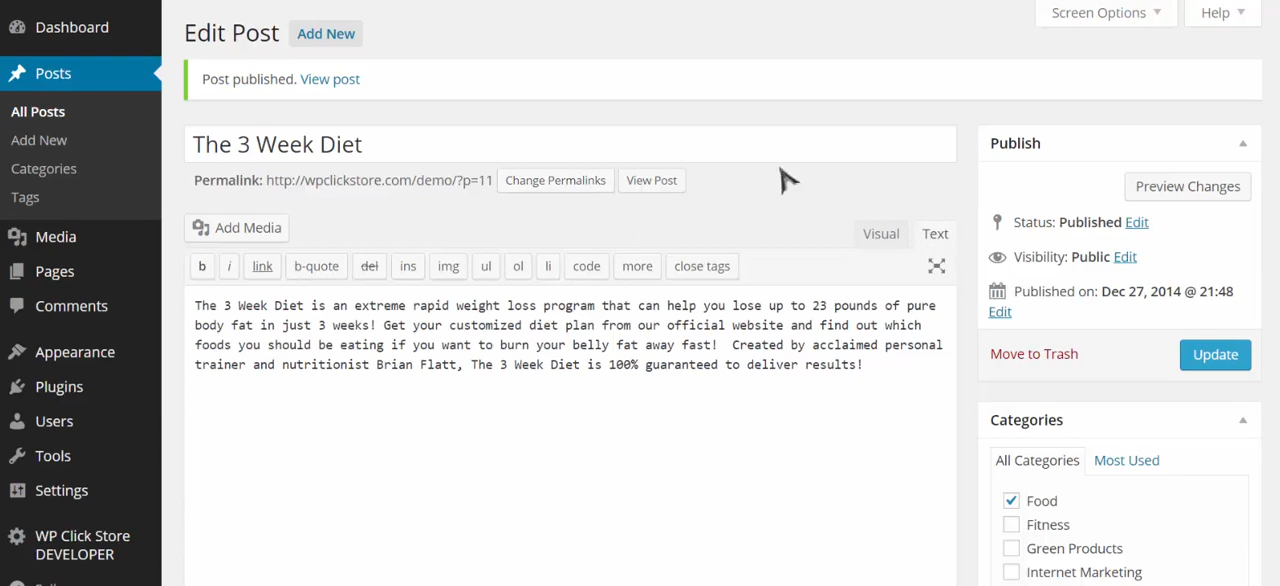 Dashboard
Posts
All Posts
Add New
Categories
Tags
Media
Pages
Comments
Appearance
Plugins
Users
Tools
Settings
WP Click Store
DEVELOPER
Screen Options
Help
Edit Post
Add New
Post published. View post
The 3 Week Diet
Permalink: http://wpclickstore.com/demo/?p=11
Change Permalinks
View Post
Add Media
Visual
Text
b
i
link
b-quote
del
ins
img
ul
ol
li
code
more
close tags
The 3 Week Diet is an extreme rapid weight loss program that can help you lose up to 23 pounds of pure
body fat in just 3 weeks! Get your customized diet plan from our official website and find out which
foods you should be eating if you want to burn your belly fat away fast!  Created by acclaimed personal
trainer and nutritionist Brian Flatt, The 3 Week Diet is 100% guaranteed to deliver results!
Publish
Preview Changes
Status: Published Edit
Visibility: Public Edit
Published on: Dec 27, 2014 @ 21:48
Edit
Move to Trash
Update
Categories
All Categories
Most Used
Food
Fitness
Green Products
Internet Marketing